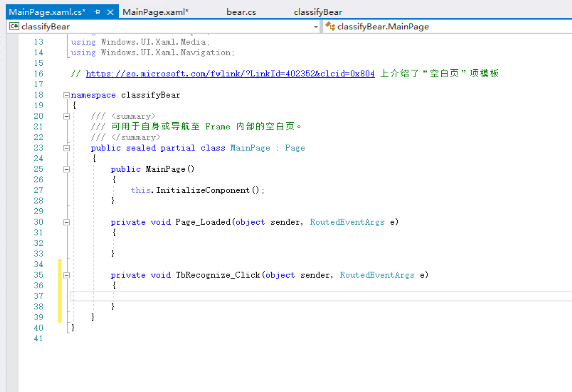 MainPage.xaml.cs* MainPage.xaml* bear.cs classifyBear
classifyBear classifyBear.MainPage
13 using Windows.UI.Xaml.Media;
14 using Windows.UI.Xaml.Navigation;
15
16 // https://go.microsoft.com/fwlink/?LinkId=402352&clcid=0x804 上介绍了“空白页”项模板
17
18 namespace classifyBear
19 {
20 /// <summary>
21 /// 可用于自身或导航至 Frame 内部的空白页。
22 /// </summary>
23 public sealed partial class MainPage : Page
24 {
25 public MainPage()
26 {
27 this.InitializeComponent();
28 }
29
30 private void Page_Loaded(object sender, RoutedEventArgs e)
31 {
32
33 }
34
35 private void TbRecognize_Click(object sender, RoutedEventArgs e)
36 {
37
38 }
39 }
40 }
41